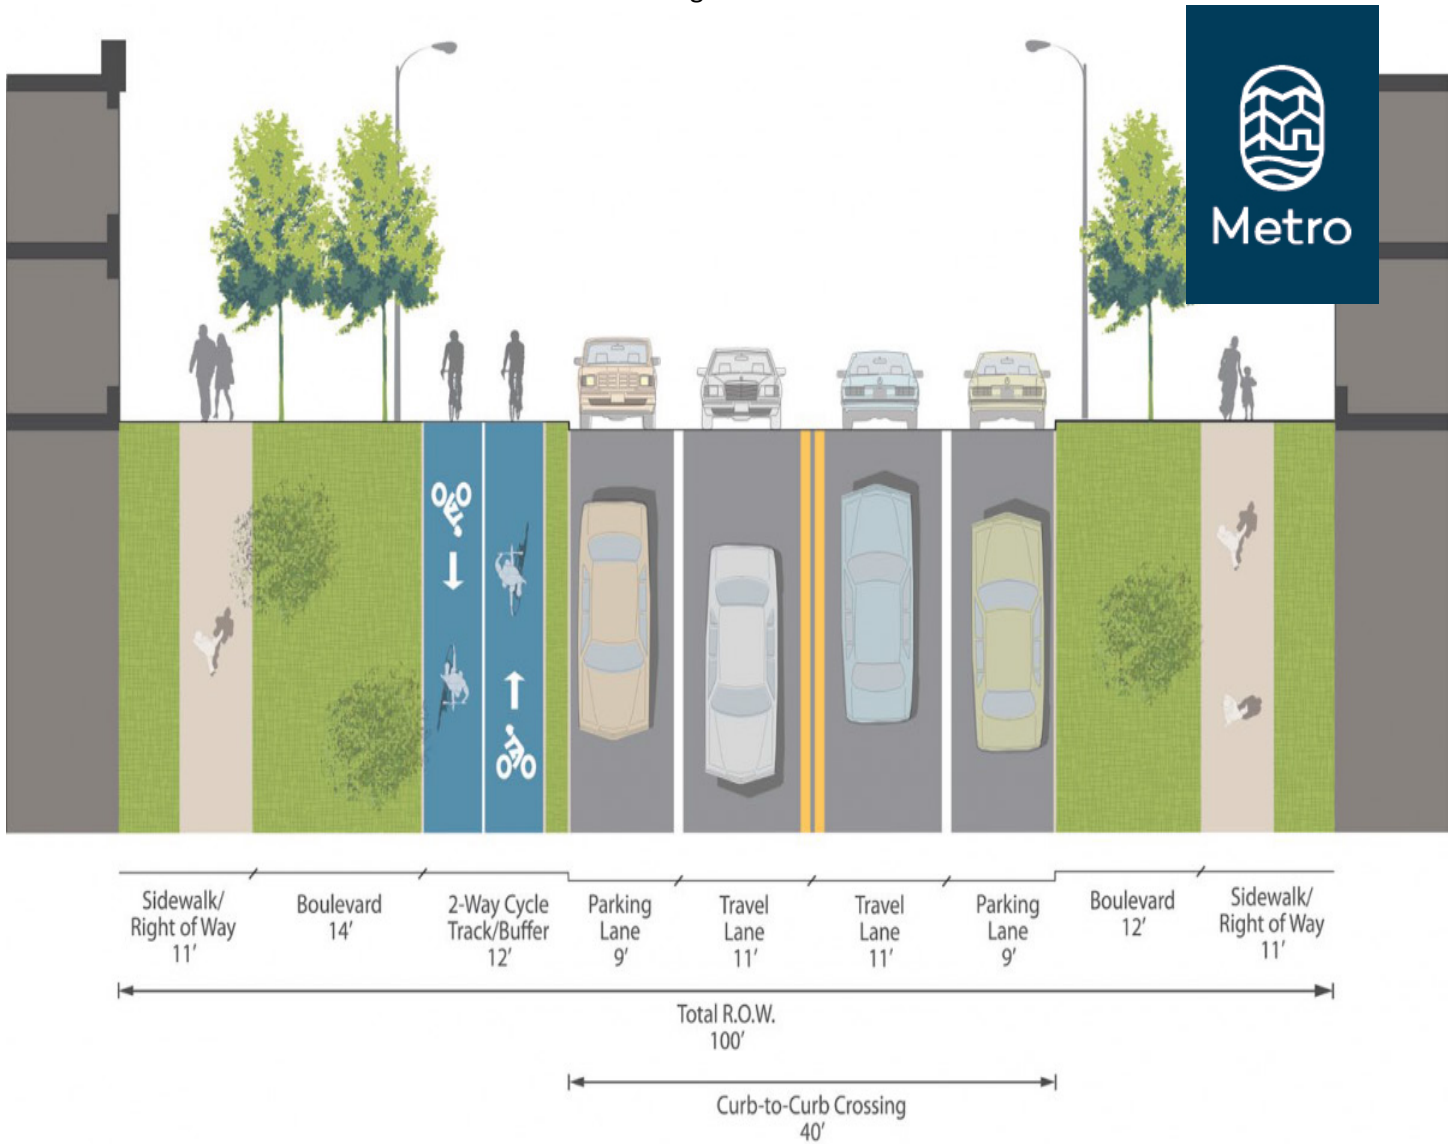 Metro
Sidewalk/
Right of Way
11'
Boulevard
14'
2-Way Cycle
Track/Buffer
12'
Parking
Lane
9'
Travel
Lane
11'
Travel
Lane
11'
Parking
Lane
9'
Boulevard
12'
Sidewalk/
Right of Way
11'
Total R.O.W.
100'
Curb-to-Curb Crossing
40'